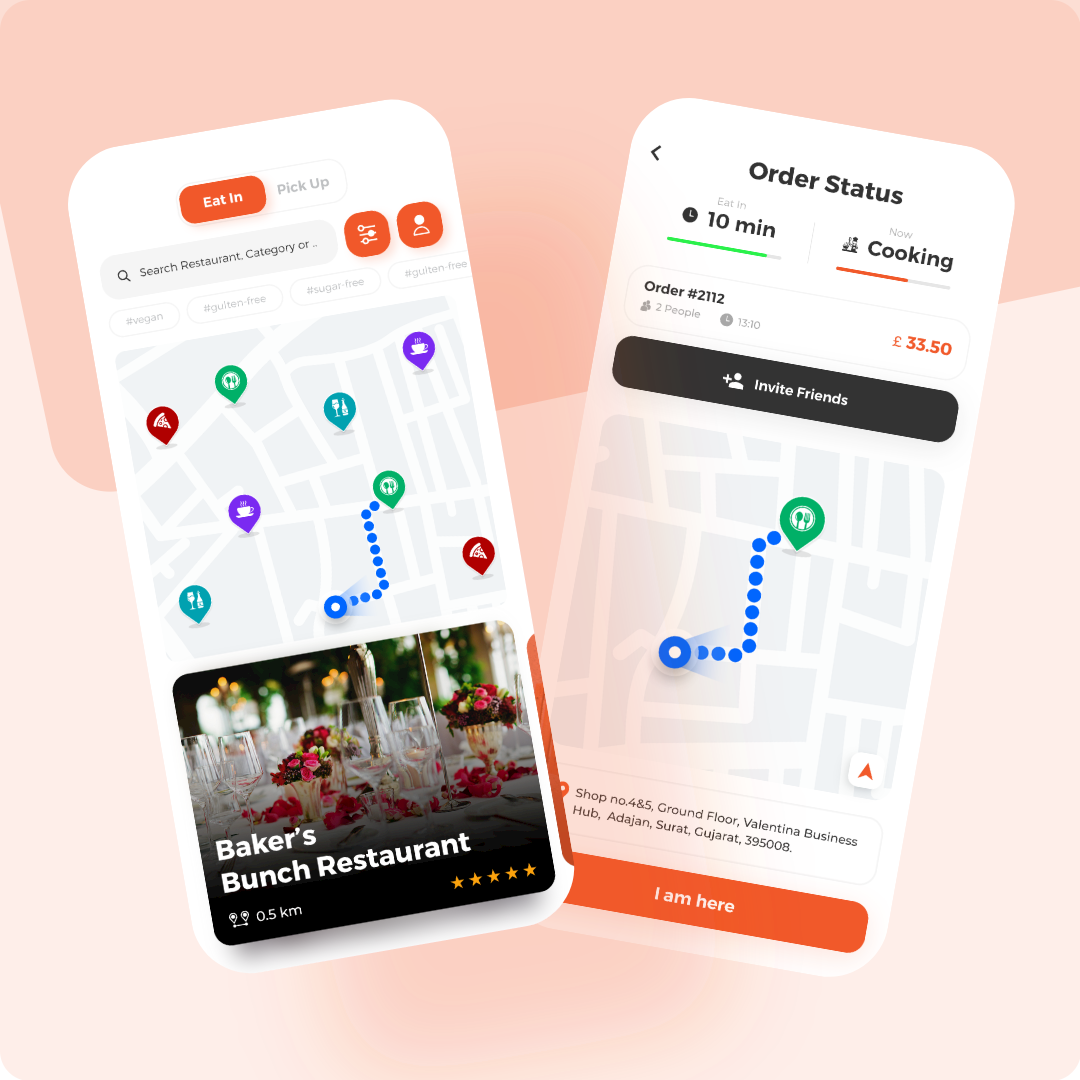 Eat In
Pick Up
Search Restaurant. Category or ..
#vegan
#gulten-free
#sugar-free
#gulten-free
Baker's
Bunch Restaurant
0.5 km
Order Status
Eat In
10 min
Now
Cooking
Order #2112
2 People
13:10
£ 33.50
Invite Friends
Shop no.4&5, Ground Floor, Valentina Business
Hub, Adajan, Surat, Gujarat, 395008.
I am here